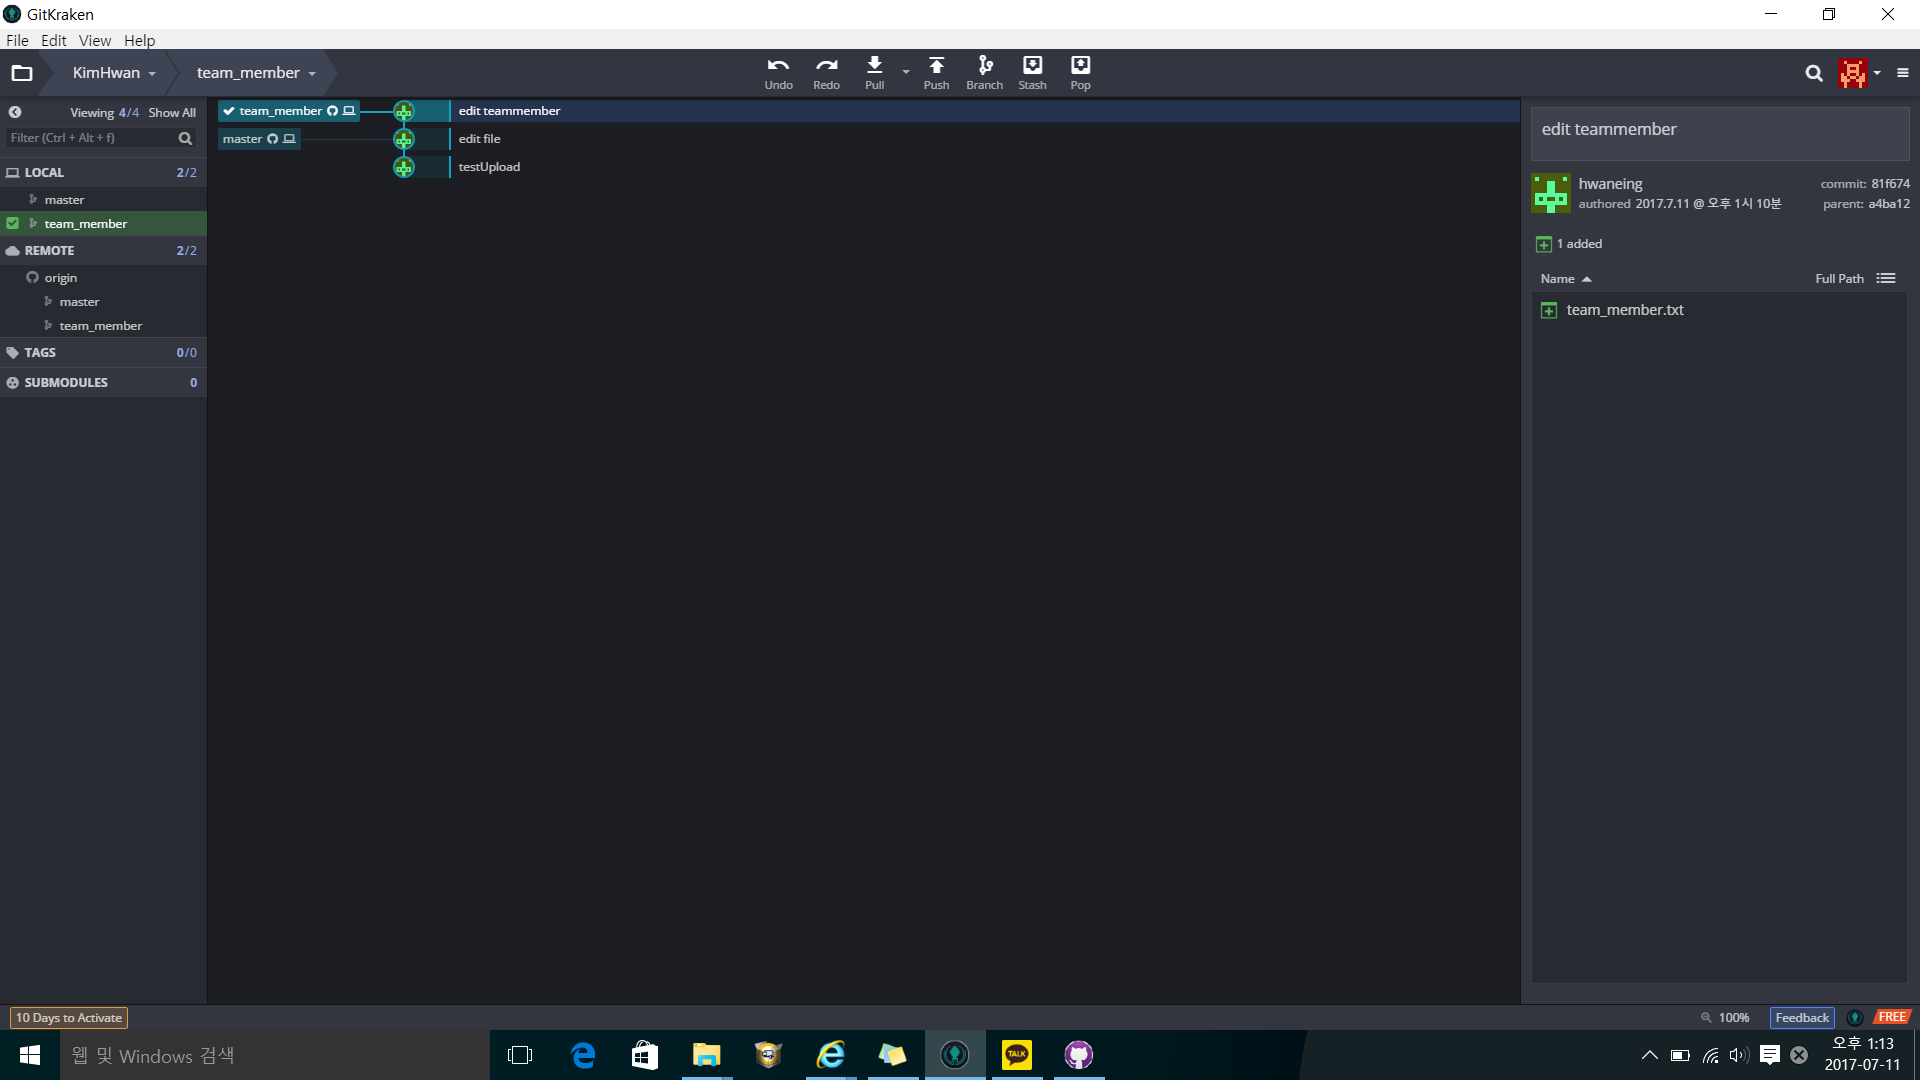 GitKraken
File Edit View Help
KimHwan team_member
Undo Redo Pull Push Branch Stash Pop
Viewing 4/4 Show All
Filter (Ctrl + Alt + f)
LOCAL 2/2
master
team_member
REMOTE 2/2
origin
master
team_member
TAGS 0/0
SUBMODULES 0
team_member edit teammember
master edit file
testUpload
edit teammember
hwaneing commit: 81f674
authored 2017.7.11 @ 오후 1시 10분 parent: a4ba12
1 added
Name Full Path
team_member.txt
10 Days to Activate
100% Feedback FREE
웹 및 Windows 검색
TALK
오후 1:13
2017-07-11